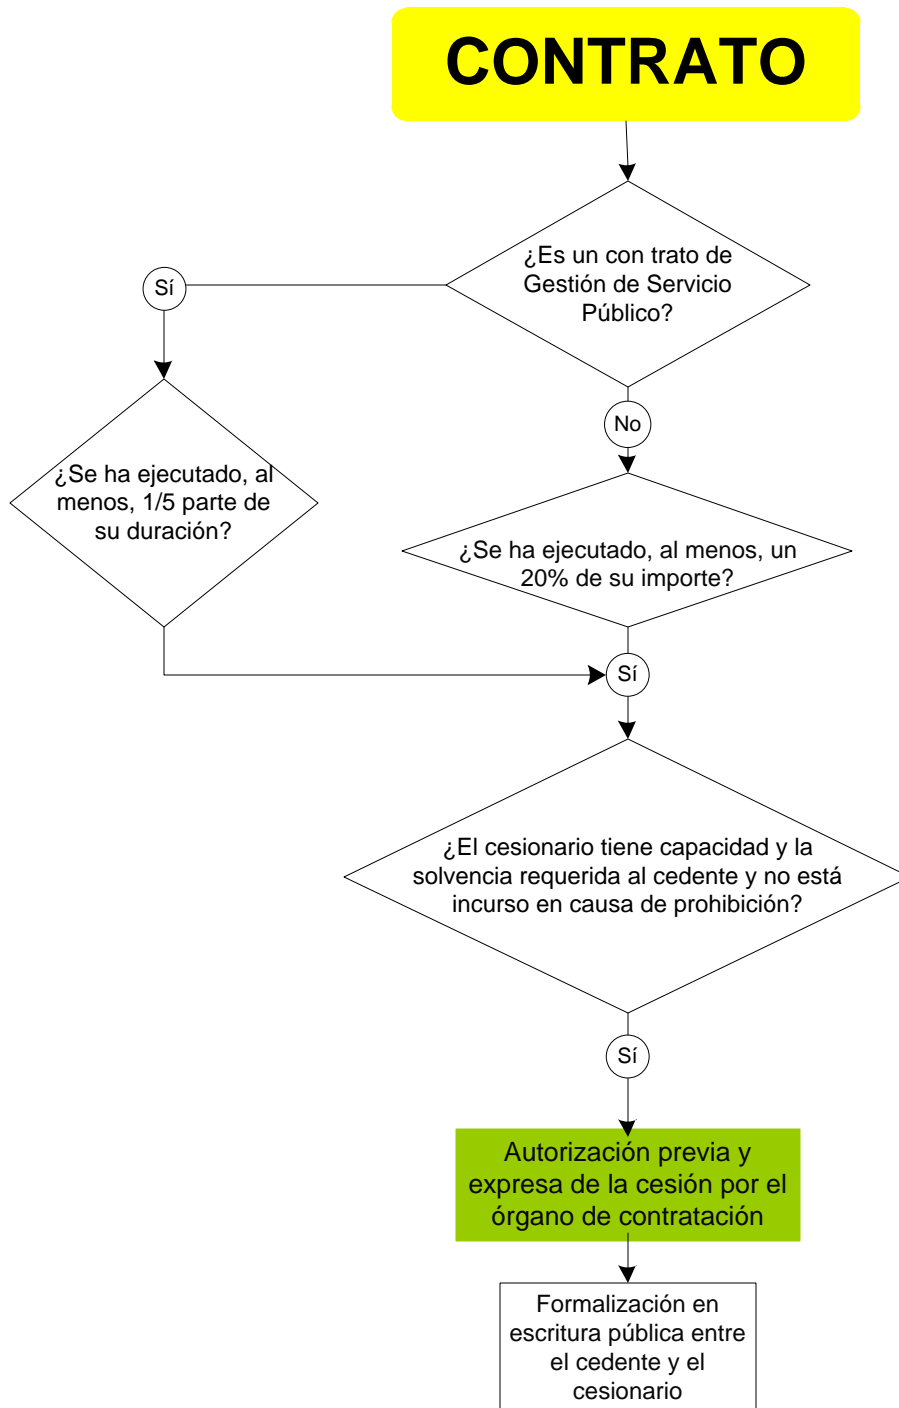 CONTRATO
¿Es un con trato de
Gestión de Servicio
Público?
Sí
No
¿Se ha ejecutado, al
menos, 1/5 parte de
su duración?
¿Se ha ejecutado, al menos, un
20% de su importe?
Sí
¿El cesionario tiene capacidad y la
solvencia requerida al cedente y no está
incurso en causa de prohibición?
Sí
Autorización previa y
expresa de la cesión por el
órgano de contratación
Formalización en
escritura pública entre
el cedente y el
cesionario